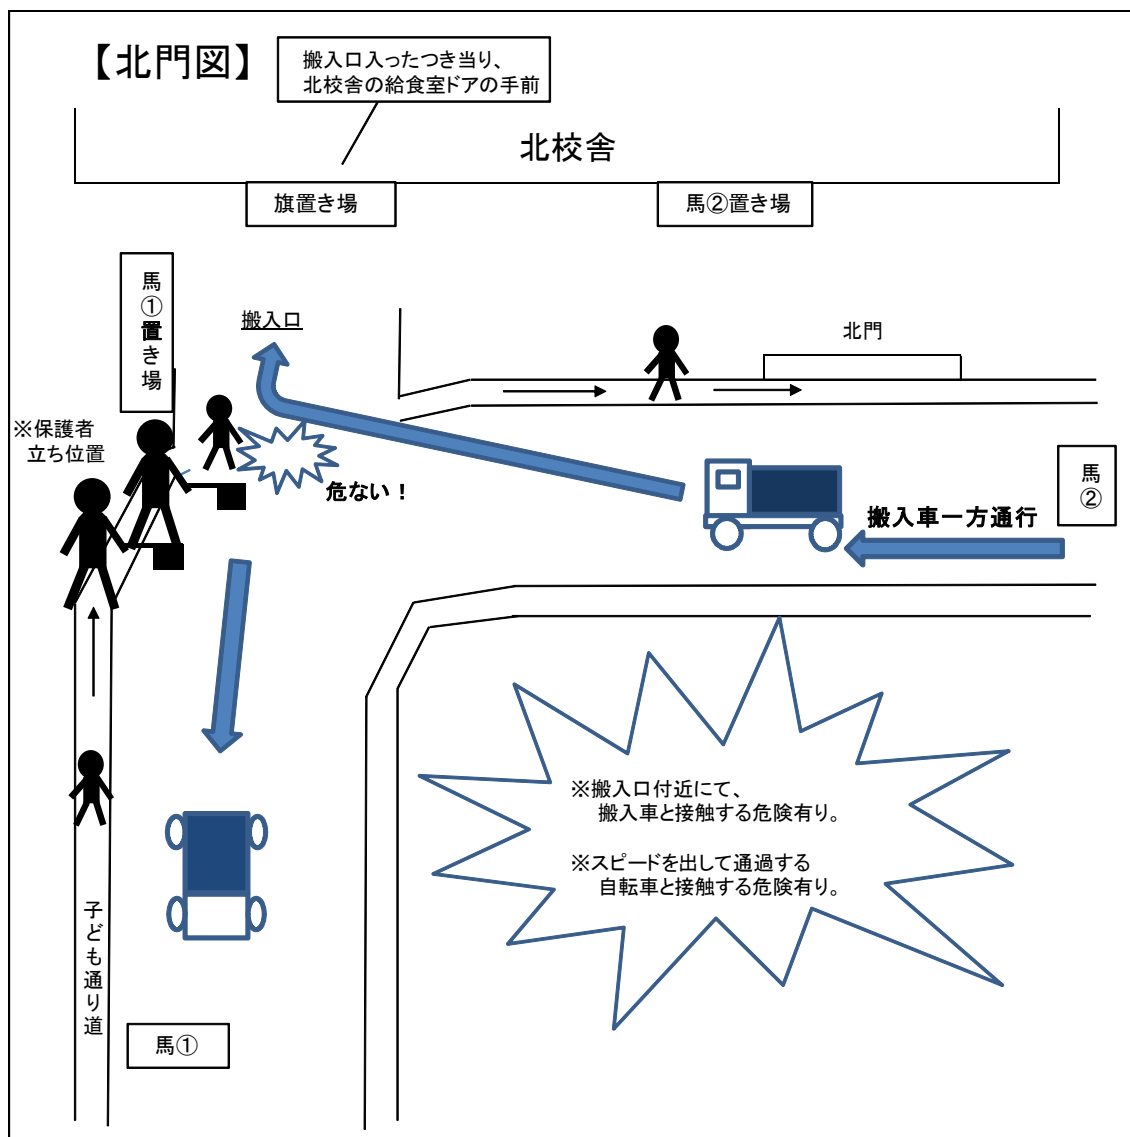 【北門図】
搬入口入ったつき当り、
北校舎の給食室ドアの手前
北校舎
旗置き場
馬②置き場
馬①置き場
搬入口
北門
※保護者
立ち位置
危ない！
馬②
搬入車一方通行
※搬入口付近にて、
搬入車と接触する危険有り。
※スピードを出して通過する
自転車と接触する危険有り。
子ども通り道
馬①